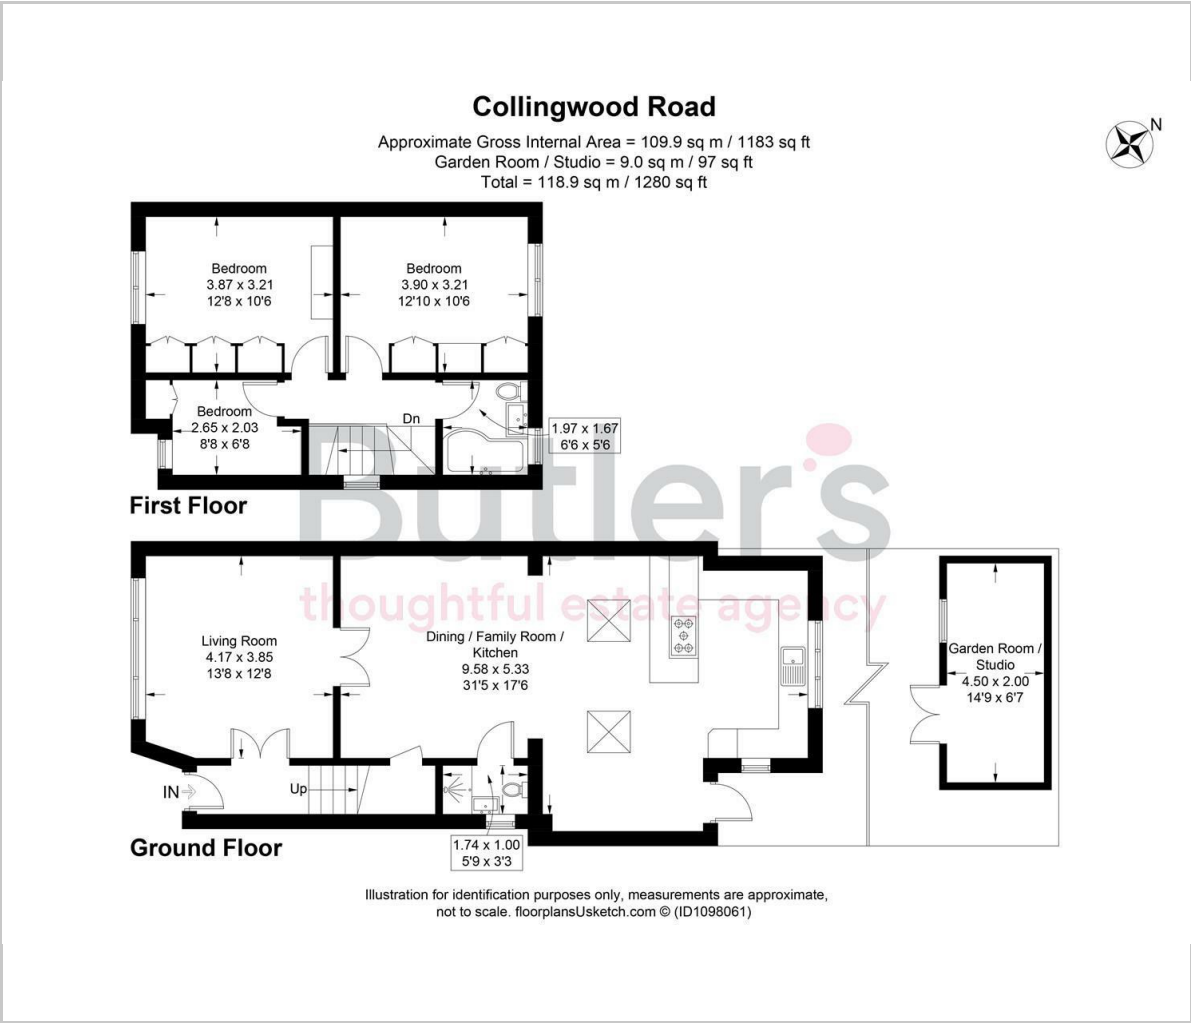 Collingwood Road
Approximate Gross Internal Area = 109.9 sq m / 1183 sq ft
Garden Room / Studio = 9.0 sq m / 97 sq ft
Total = 118.9 sq m / 1280 sq ft
N
Bedroom
3.87 x 3.21
12'8 x 10'6
Bedroom
3.90 x 3.21
12'10 x 10'6
Bedroom
2.65 x 2.03
8'8 x 6'8
Dn
1.97 x 1.67
6'6 x 5'6
First Floor
Butler's
thoughtful estate agency
Living Room
4.17 x 3.85
13'8 x 12'8
Dining / Family Room /
Kitchen
9.58 x 5.33
31'5 x 17'6
Garden Room /
Studio
4.50 x 2.00
14'9 x 6'7
IN
Up
1.74 x 1.00
5'9 x 3'3
Ground Floor
Illustration for identification purposes only, measurements are approximate,
not to scale. floorplansUsketch.com © (ID1098061)